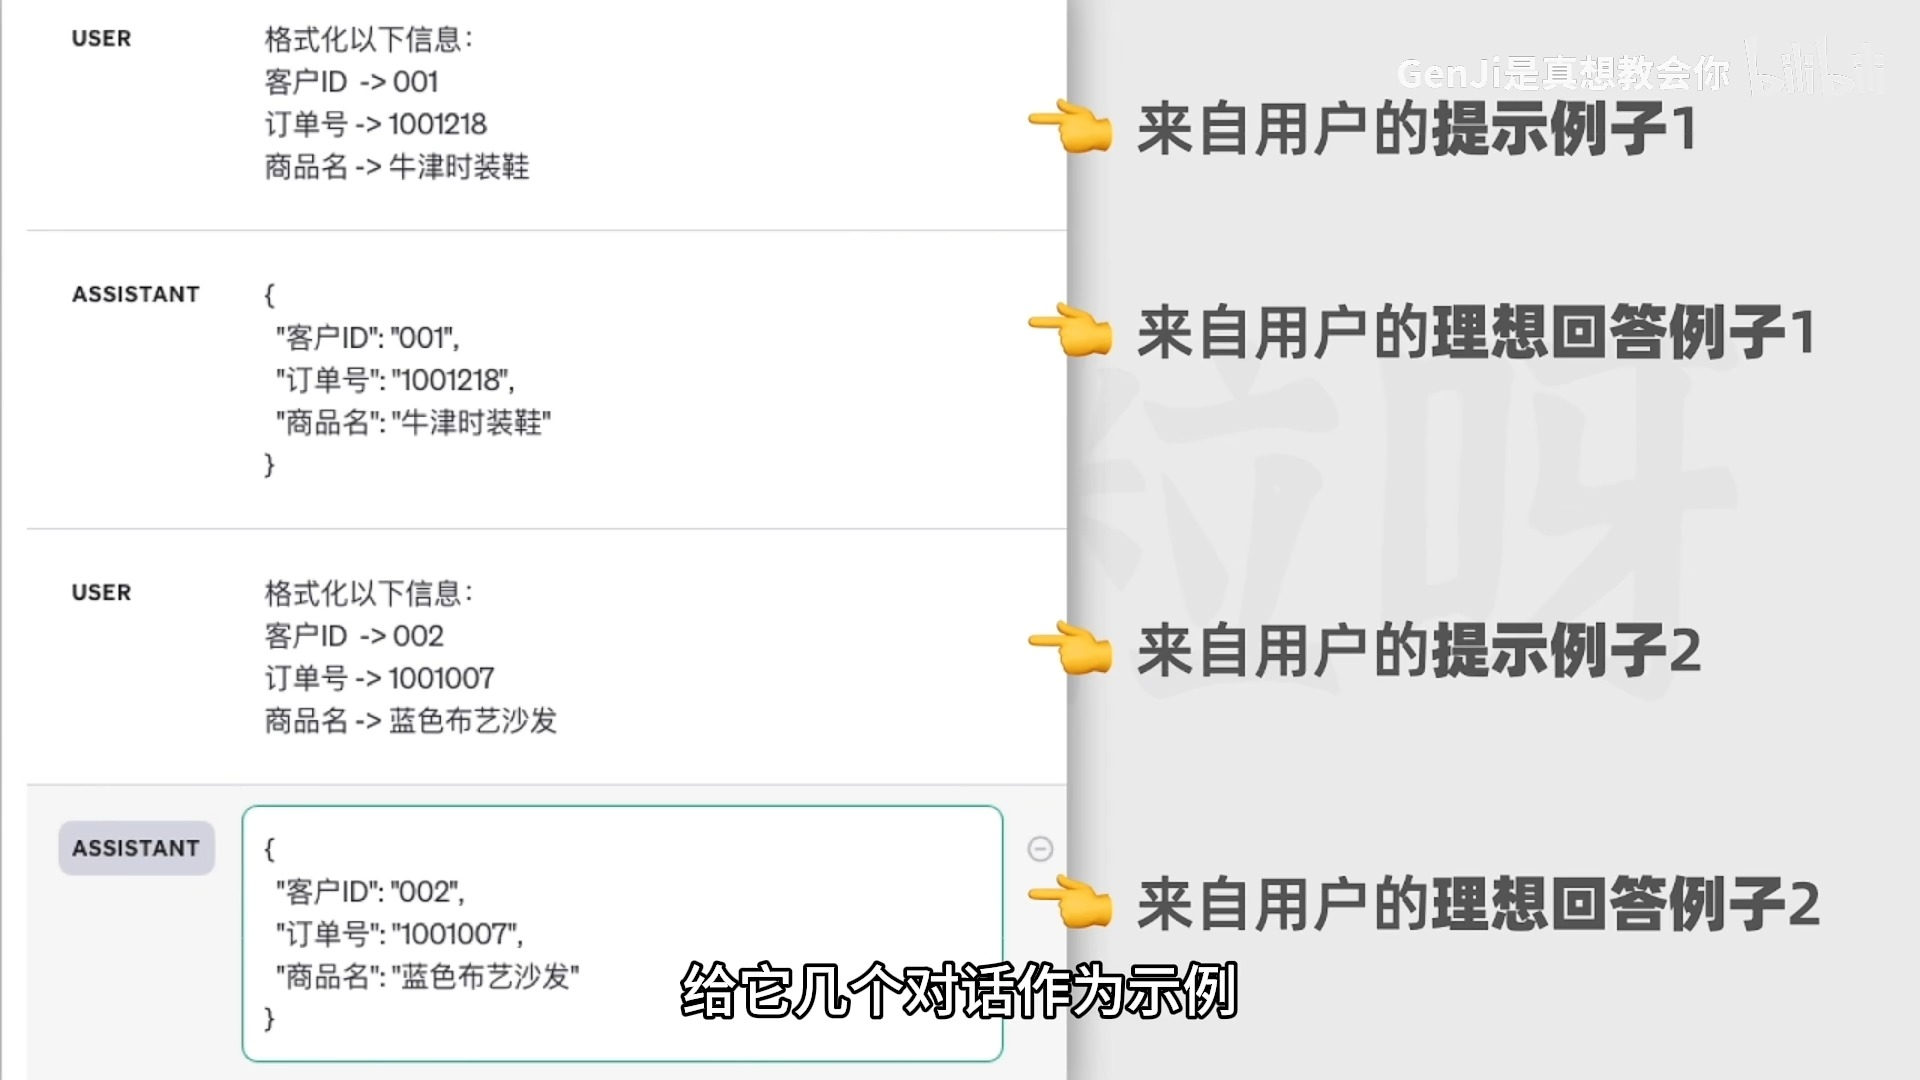 USER
格式化以下信息：
客户ID -> 001
订单号 -> 1001218
商品名 -> 牛津时装鞋
GenJi是真想教会你 bilibili
来自用户的提示例子1
ASSISTANT
{
"客户ID": "001",
"订单号": "1001218",
"商品名": "牛津时装鞋"
}
来自用户的理想回答例子1
粒呀
USER
格式化以下信息：
客户ID -> 002
订单号 -> 1001007
商品名 -> 蓝色布艺沙发
来自用户的提示例子2
ASSISTANT
{
"客户ID": "002",
"订单号": "1001007",
"商品名": "蓝色布艺沙发"
}
来自用户的理想回答例子2
给它几个对话作为示例